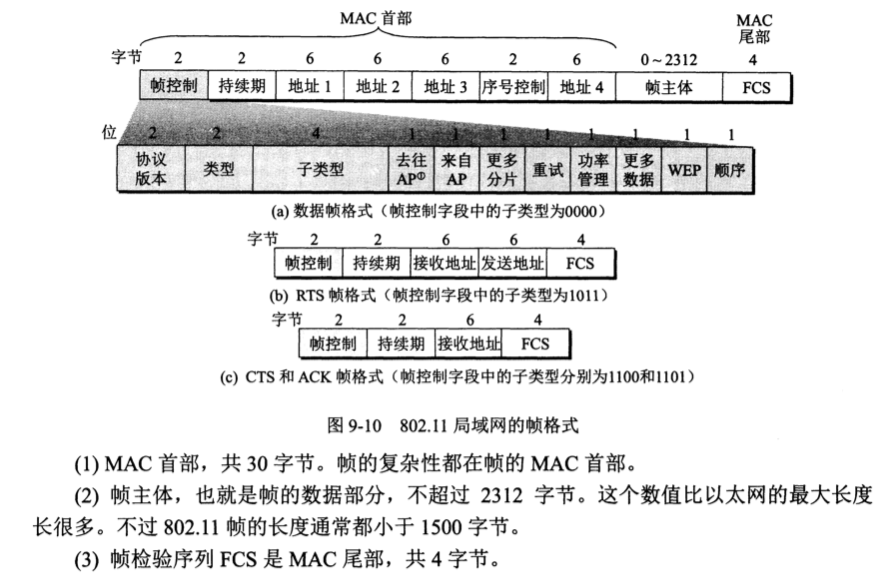 MAC 首部
MAC
尾部
字节 2 2 6 6 6 2 6 0~2312 4
帧控制 持续期 地址 1 地址 2 地址 3 序号控制 地址 4 帧主体 FCS
位 2 2 4 1 1 1 1 1 1 1 1
协议版本 类型 子类型 去往AP① 来自AP 更多分片 重试 功率管理 更多数据 WEP 顺序
(a) 数据帧格式（帧控制字段中的子类型为0000）
字节 2 2 6 6 4
帧控制 持续期 接收地址 发送地址 FCS
(b) RTS 帧格式（帧控制字段中的子类型为1011）
字节 2 2 6 4
帧控制 持续期 接收地址 FCS
(c) CTS 和 ACK 帧格式（帧控制字段中的子类型分别为1100和1101）
图 9-10 802.11 局域网的帧格式
(1) MAC 首部，共 30 字节。帧的复杂性都在帧的 MAC 首部。
(2) 帧主体，也就是帧的数据部分，不超过 2312 字节。这个数值比以太网的最大长度
长很多。不过 802.11 帧的长度通常都小于 1500 字节。
(3) 帧检验序列 FCS 是 MAC 尾部，共 4 字节。